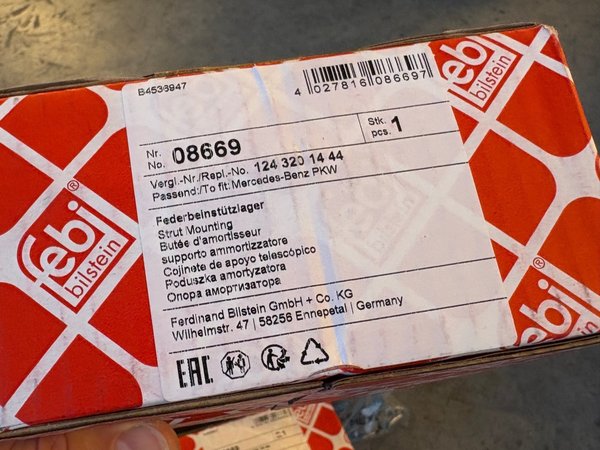 B4536947
4 027816 086697
febi
bilstein
Nr.
No. 08669
Stk.
pcs. 1
Vergl.-Nr./Repl.-No. 124 320 14 44
Passend:/To fit: Mercedes-Benz PKW
Federbeinstützlager
Strut Mounting
Butée d'amortisseur
supporto ammortizzatore
Cojinete de apoyo telescópico
Poduszka amortyzatora
Опора амортизатора
Ferdinand Bilstein GmbH + Co. KG
Wilhelmstr. 47 | 58256 Ennepetal | Germany
EAC
febi ®
bilstein
febi ®
bilstein